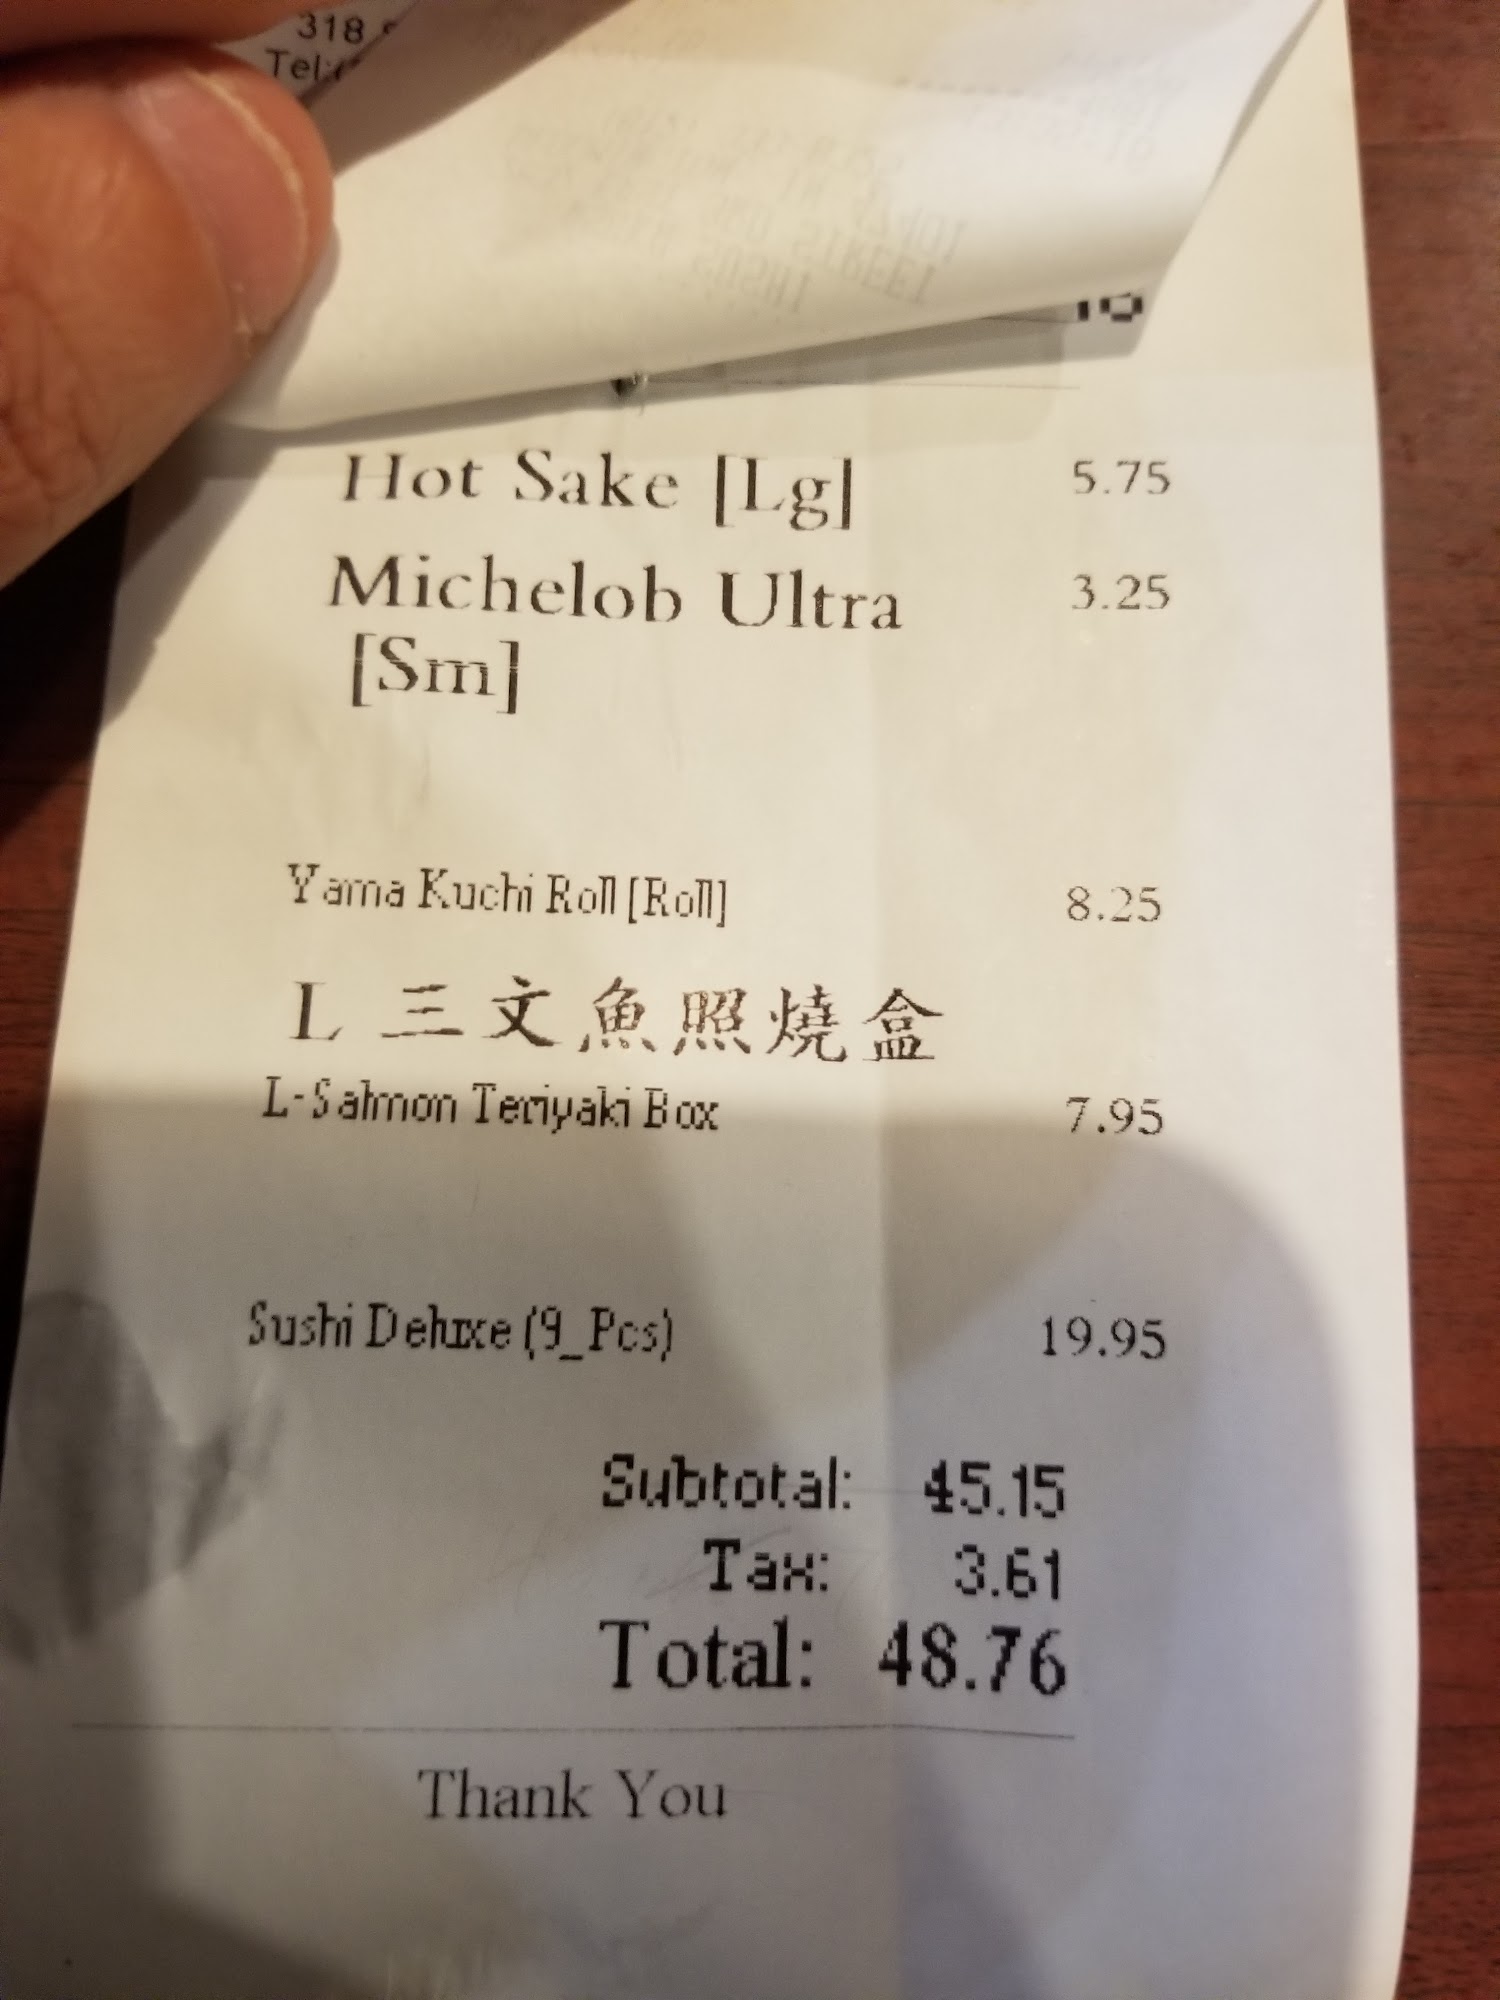 318
Tel:
Hot Sake [Lg] 5.75
Michelob Ultra 3.25
[Sm]
Yama Kuchi Roll [Roll] 8.25
L 三文魚照燒盒
L-Salmon Teriyaki Box 7.95
Sushi Deluxe (9_Pcs) 19.95
Subtotal: 45.15
Tax: 3.61
Total: 48.76
Thank You